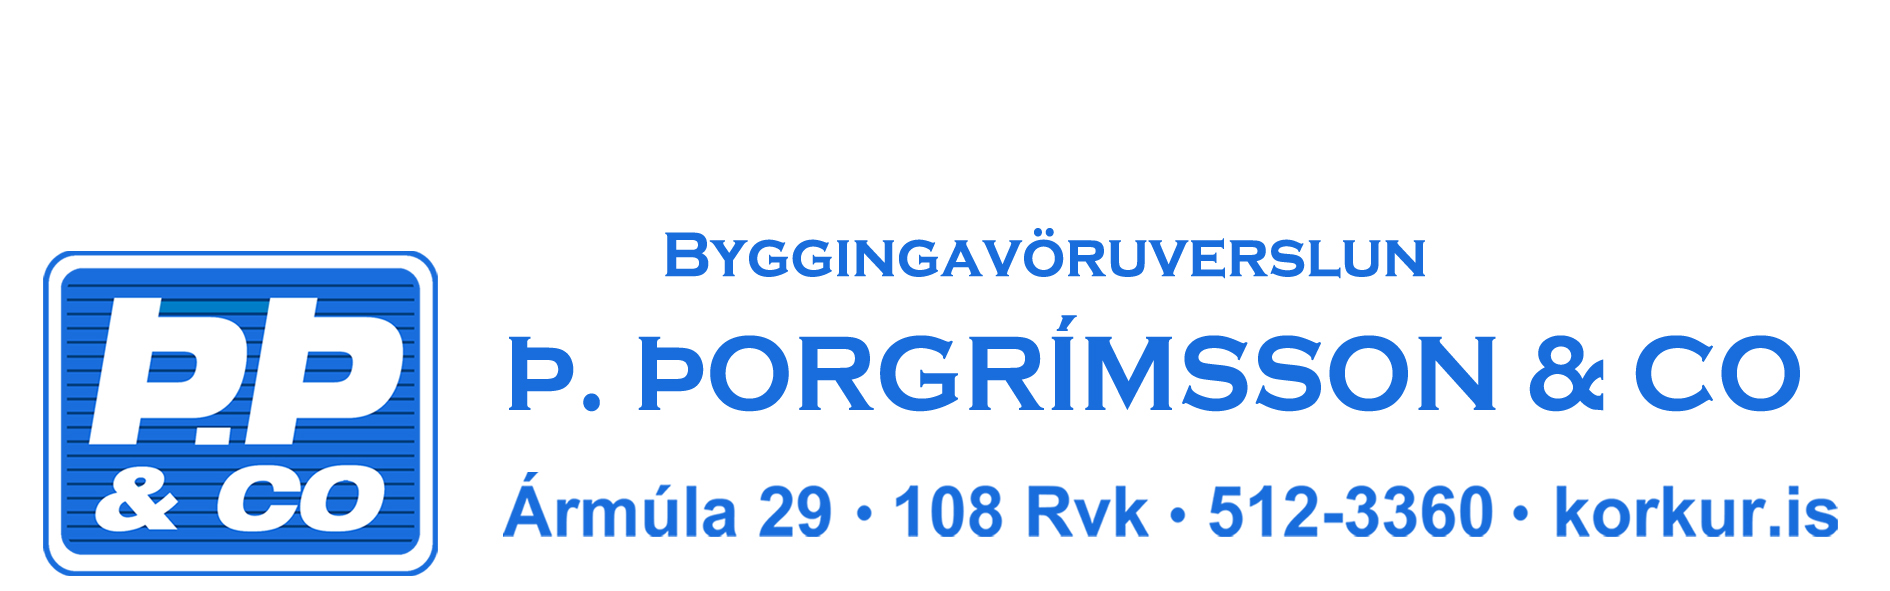 Þ.Þ
& CO
BYGGINGAVÖRUVERSLUN
Þ. ÞORGRÍMSSON & CO
Ármúla 29 • 108 Rvk • 512-3360 • korkur.is